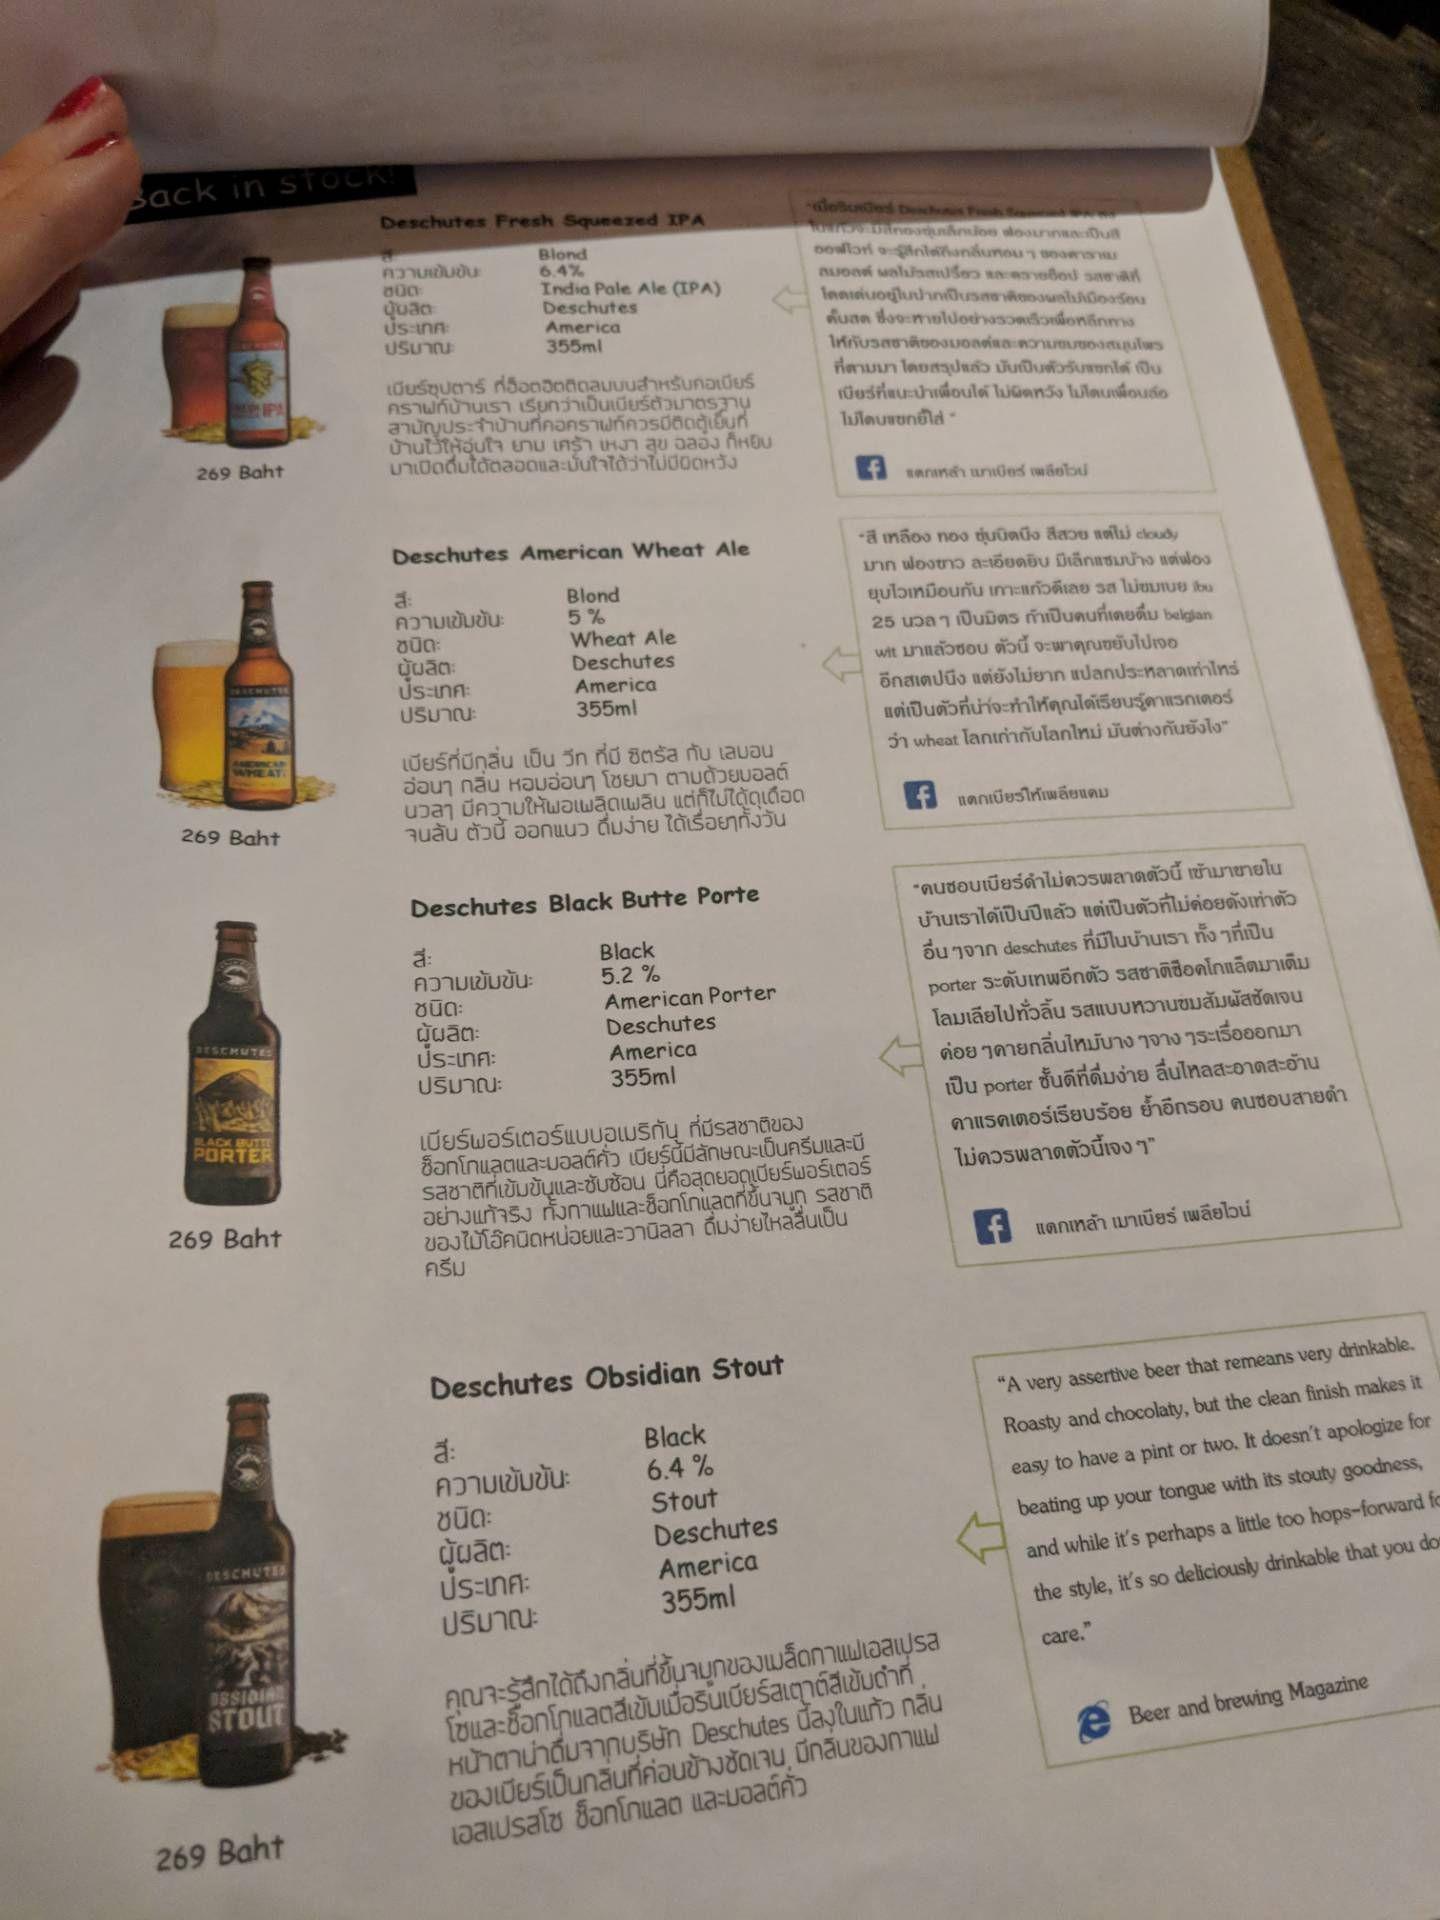 Back in stock!
Deschutes Fresh Squeezed IPA
สี: Blond
ความเข้มข้น: 6.4%
ชนิด: India Pale Ale (IPA)
ผู้ผลิต: Deschutes
ประเทศ: America
ปริมาณ: 355ml
269 Baht
เบียร์ซุปตาร์ ที่ฮ็อตฮิตติดลมบนสำหรับคอเบียร์
คราฟท์บ้านเรา เรียกว่าเป็นเบียร์ตัวมาตรฐาน
สามัญประจำบ้านที่คอคราฟท์ควรมีติดตู้เย็นที่
บ้านไว้ให้อุ่นใจ ยาม เศร้า เหงา สุข ฉลอง ก็หยิบ
มาเปิดดื่มได้ตลอดและมั่นใจได้ว่าไม่มีผิดหวัง
"เมื่อรินเบียร์ Deschutes Fresh Squeezed IPA ลง
ในแก้วจะมีสีทองขุ่นเล็กน้อย ฟองมากและเป็นสี
ออฟไวท์ จะรู้สึกได้ถึงกลิ่นหอม ๆ ของคาราเม
ลมอลต์ ผลไม้รสเปรี้ยว และดรายฮ็อป รสชาติที่
โดดเด่นอยู่ในปากเป็นรสชาติของผลไม้เมืองร้อน
คั้นสด ซึ่งจะหายไปอย่างรวดเร็วเพื่อหลีกทาง
ให้กับรสชาติของมอลต์และความขมของสมุนไพร
ที่ตามมา โดยสรุปแล้ว มันเป็นตัวรับแขกได้ เป็น
เบียร์ที่แนะนำเพื่อนได้ ไม่ผิดหวัง ไม่โดนเพื่อนล้อ
ไม่โดนแขกยี้ใส่ "
แดกเหล้า เมาเบียร์ เพลียไวน์
Deschutes American Wheat Ale
สี: Blond
ความเข้มข้น: 5 %
ชนิด: Wheat Ale
ผู้ผลิต: Deschutes
ประเทศ: America
ปริมาณ: 355ml
DESCHUTES
AMERICAN
WHEAT
269 Baht
เบียร์ที่มีกลิ่น เป็น วีท ที่มี ซิตรัส กับ เลมอน
อ่อนๆ กลิ่น หอมอ่อนๆ โชยมา ตามด้วยมอลต์
นวลๆ มีความให้พอเพลิดเพลิน แต่ก็ไม่ได้ดุเดือด
จนล้น ตัวนี้ ออกแนว ดื่มง่าย ได้เรื่อยๆทั้งวัน
"สี เหลือง ทอง ขุ่นนิดนึง สีสวย แต่ไม่ cloudy
มาก ฟองขาว ละเอียดยิบ มีเล็กแซมบ้าง แต่ฟอง
ยุบไวเหมือนกัน เกาะแก้วดีเลย รส ไม่ขมเบย ibu
25 นวล ๆ เป็นมิตร ถ้าเป็นคนที่เคยดื่ม belgian
wit มาแล้วชอบ ตัวนี้ จะพาคุณขยับไปเจอ
อีกสเตปนึง แต่ยังไม่ยาก แปลกประหลาดเท่าไหร่
แต่เป็นตัวที่น่าจะทำให้คุณได้เรียนรู้คาแรกเตอร์
ว่า wheat โลกเก่ากับโลกใหม่ มันต่างกันยังไง"
แดกเบียร์ให้เพลียแคม
Deschutes Black Butte Porte
สี: Black
ความเข้มข้น: 5.2 %
ชนิด: American Porter
ผู้ผลิต: Deschutes
ประเทศ: America
ปริมาณ: 355ml
DESCHUTES
BLACK BUTTE
PORTER
269 Baht
เบียร์พอร์เตอร์แบบอเมริกัน ที่มีรสชาติของ
ช็อกโกแลตและมอลต์คั่ว เบียร์นี้มีลักษณะเป็นครีมและมี
รสชาติที่เข้มข้นและซับซ้อน นี่คือสุดยอดเบียร์พอร์เตอร์
อย่างแท้จริง ทั้งกาแฟและช็อกโกแลตที่ขึ้นจมูก รสชาติ
ของไม้โอ๊คนิดหน่อยและวานิลลา ดื่มง่ายไหลลื่นเป็น
ครีม
"คนชอบเบียร์ดำไม่ควรพลาดตัวนี้ เข้ามาขายใน
บ้านเราได้เป็นปีแล้ว แต่เป็นตัวที่ไม่ค่อยดังเท่าตัว
อื่น ๆจาก deschutes ที่มีในบ้านเรา ทั้ง ๆที่เป็น
porter ระดับเทพอีกตัว รสชาติช็อคโกแล็ตมาเต็ม
โลมเลียไปทั่วลิ้น รสแบบหวานขมสัมผัสชัดเจน
ค่อย ๆคายกลิ่นไหม้บาง ๆจาง ๆระเรื่อออกมา
เป็น porter ชั้นดีที่ดื่มง่าย ลื่นไหลสะอาดสะอ้าน
คาแรคเตอร์เรียบร้อย ย้ำอีกรอบ คนชอบสายดำ
ไม่ควรพลาดตัวนี้เจง ๆ"
แดกเหล้า เมาเบียร์ เพลียไวน์
Deschutes Obsidian Stout
สี: Black
ความเข้มข้น: 6.4 %
ชนิด: Stout
ผู้ผลิต: Deschutes
ประเทศ: America
ปริมาณ: 355ml
DESCHUTES
OBSIDIAN
STOUT
269 Baht
คุณจะรู้สึกได้ถึงกลิ่นที่ขึ้นจมูกของเมล็ดกาแฟเอสเปรส
โซและช็อกโกแลตสีเข้มเมื่อรินเบียร์สเตาต์สีเข้มดำที่
หน้าตาน่าดื่มจากบริษัท Deschutes นี้ลงในแก้ว กลิ่น
ของเบียร์เป็นกลิ่นที่ค่อนข้างชัดเจน มีกลิ่นของกาแฟ
เอสเปรสโซ ช็อกโกแลต และมอลต์คั่ว
"A very assertive beer that remeans very drinkable.
Roasty and chocolaty, but the clean finish makes it
easy to have a pint or two. It doesn't apologize for
beating up your tongue with its stouty goodness,
and while it's perhaps a little too hops-forward fo
the style, it's so deliciously drinkable that you do
care."
Beer and brewing Magazine